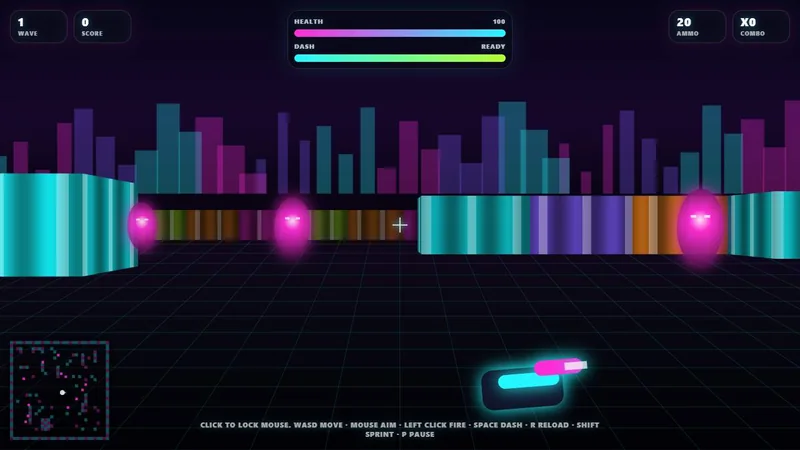 1
WAVE
0
SCORE
HEALTH 100
DASH READY
20
AMMO
X0
COMBO
CLICK TO LOCK MOUSE. WASD MOVE · MOUSE AIM · LEFT CLICK FIRE · SPACE DASH · R RELOAD · SHIFT
SPRINT · P PAUSE